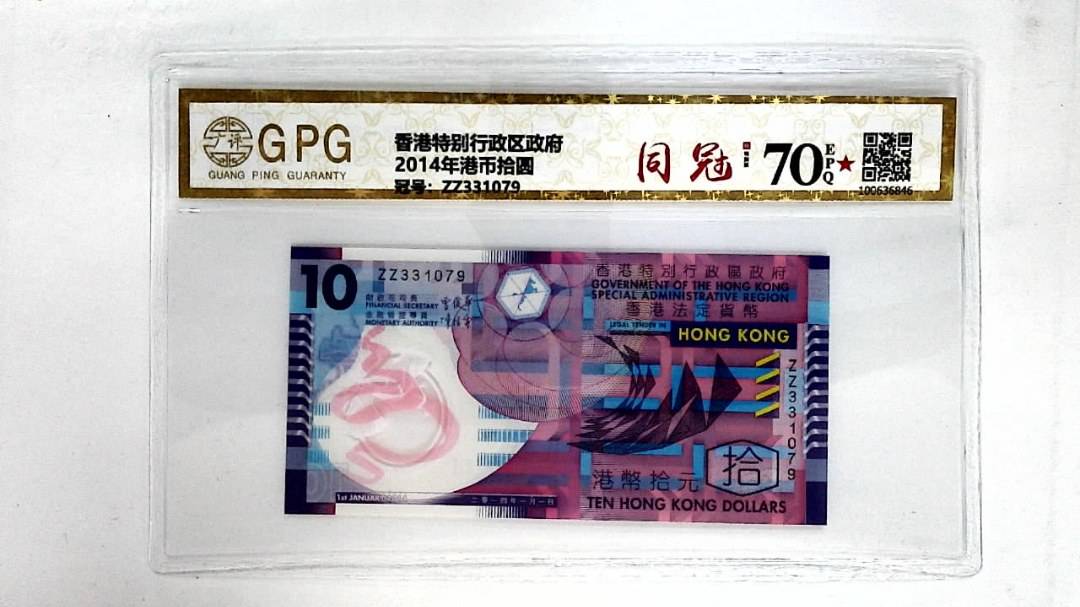 广评
GPG
GUANG PING GUARANTY
香港特别行政区政府
2014年港币拾圆
冠号：ZZ331079
同冠
70
EPQ
100636846
10
ZZ331079
財政司司長
FINANCIAL SECRETARY
金融管理專員
MONETARY AUTHORITY
香港特別行政區政府
GOVERNMENT OF THE HONG KONG
SPECIAL ADMINISTRATIVE REGION
香港法定貨幣
LEGAL TENDER IN
HONG KONG
ZZ331079
港幣拾元
拾
TEN HONG KONG DOLLARS
1st JANUARY
二零一四年一月一日